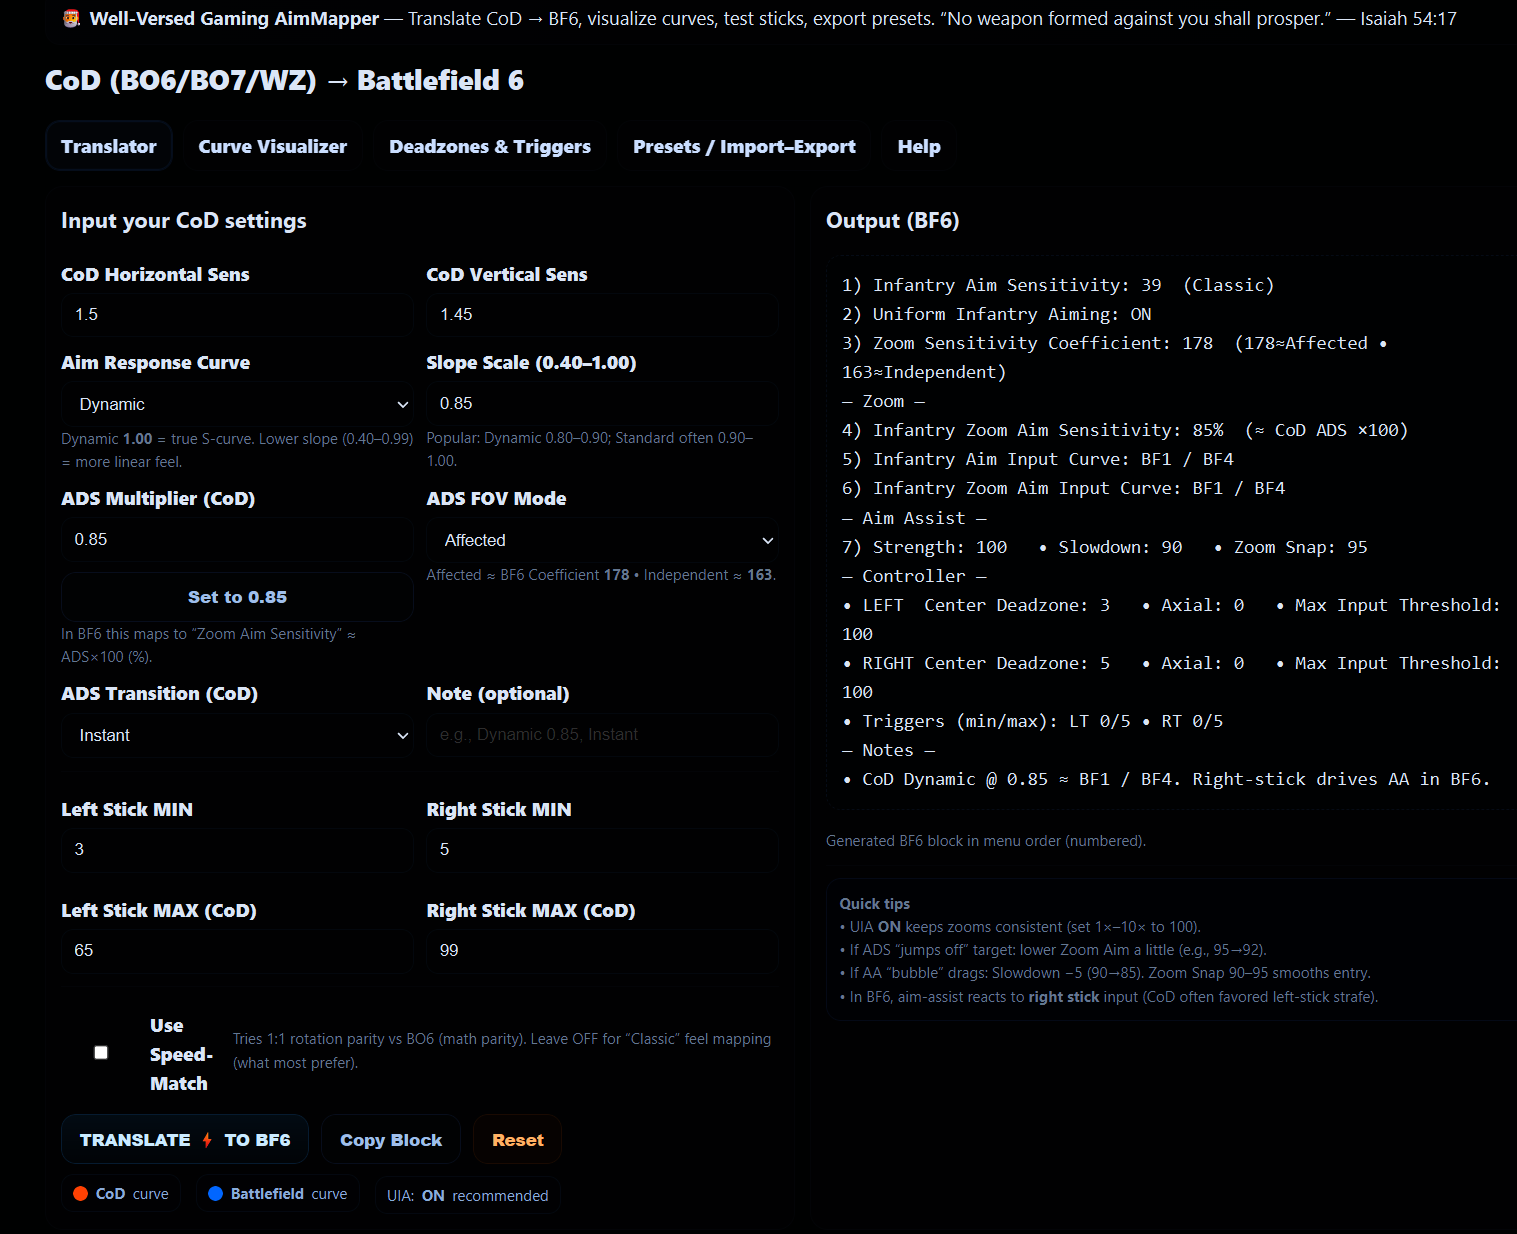 Well-Versed Gaming AimMapper — Translate CoD → BF6, visualize curves, test sticks, export presets. “No weapon formed against you shall prosper.” — Isaiah 54:17
CoD (BO6/BO7/WZ) → Battlefield 6
Translator Curve Visualizer Deadzones & Triggers Presets / Import–Export Help
Input your CoD settings
CoD Horizontal Sens CoD Vertical Sens
1.5 1.45
Aim Response Curve Slope Scale (0.40–1.00)
Dynamic 0.85
Dynamic 1.00 = true S-curve. Lower slope (0.40–0.99)
= more linear feel.
Popular: Dynamic 0.80–0.90; Standard often 0.90–
1.00.
ADS Multiplier (CoD) ADS FOV Mode
0.85 Affected
Set to 0.85
Affected ≈ BF6 Coefficient 178 • Independent ≈ 163.
In BF6 this maps to “Zoom Aim Sensitivity” ≈
ADS×100 (%).
ADS Transition (CoD) Note (optional)
Instant e.g., Dynamic 0.85, Instant
Left Stick MIN Right Stick MIN
3 5
Left Stick MAX (CoD) Right Stick MAX (CoD)
65 99
Use
Speed-
Match
Tries 1:1 rotation parity vs BO6 (math parity). Leave OFF for “Classic” feel mapping
(what most prefer).
TRANSLATE TO BF6 Copy Block Reset
CoD curve Battlefield curve UIA: ON recommended
Output (BF6)
1) Infantry Aim Sensitivity: 39 (Classic)
2) Uniform Infantry Aiming: ON
3) Zoom Sensitivity Coefficient: 178 (178≈Affected •
163≈Independent)
— Zoom —
4) Infantry Zoom Aim Sensitivity: 85% (≈ CoD ADS ×100)
5) Infantry Aim Input Curve: BF1 / BF4
6) Infantry Zoom Aim Input Curve: BF1 / BF4
— Aim Assist —
7) Strength: 100 • Slowdown: 90 • Zoom Snap: 95
— Controller —
• LEFT Center Deadzone: 3 • Axial: 0 • Max Input Threshold:
100
• RIGHT Center Deadzone: 5 • Axial: 0 • Max Input Threshold:
100
• Triggers (min/max): LT 0/5 • RT 0/5
— Notes —
• CoD Dynamic @ 0.85 ≈ BF1 / BF4. Right-stick drives AA in BF6.
Generated BF6 block in menu order (numbered).
Quick tips
• UIA ON keeps zooms consistent (set 1×–10× to 100).
• If ADS “jumps off” target: lower Zoom Aim a little (e.g., 95→92).
• If AA “bubble” drags: Slowdown −5 (90→85). Zoom Snap 90–95 smooths entry.
• In BF6, aim-assist reacts to right stick input (CoD often favored left-stick strafe).